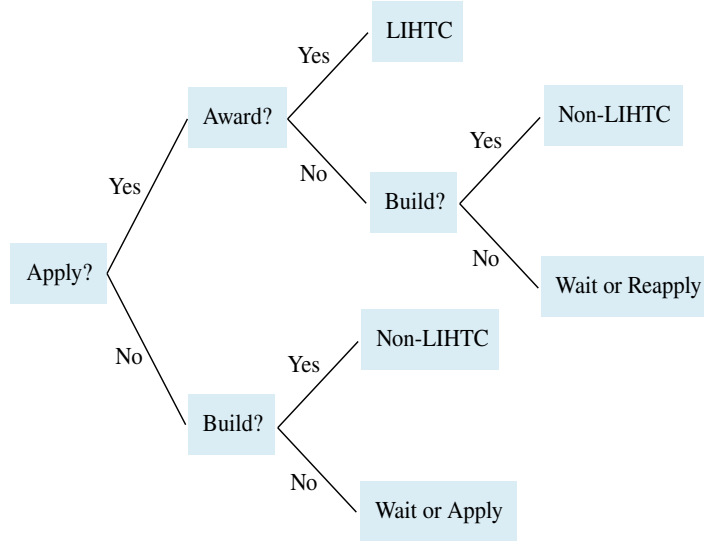 LIHTC
Yes
Award?
Non-LIHTC
Yes
No
Yes
Build?
No
Apply?
Wait or Reapply
Non-LIHTC
No
Yes
Build?
No
Wait or Apply